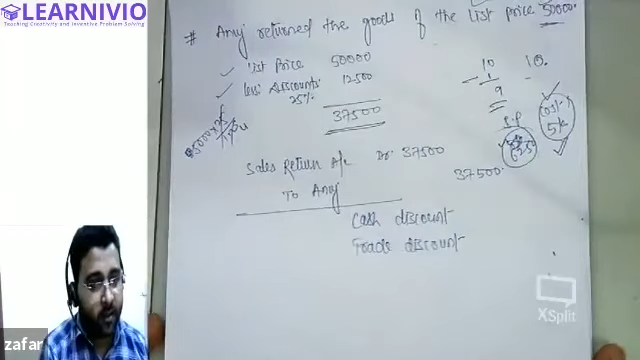 LEARNIVIO
Teaching Creativity and Inventive Problem Solving
# Amy returned the goods of the list price 50000
List Price 50000
Less: Discounts 12500
25%
37500
10
1
9
10
S.P
cost
Sales Return A/c Dr. 37500
37500
To Amy
Cash discount
Trade discount
XSplit
zafar